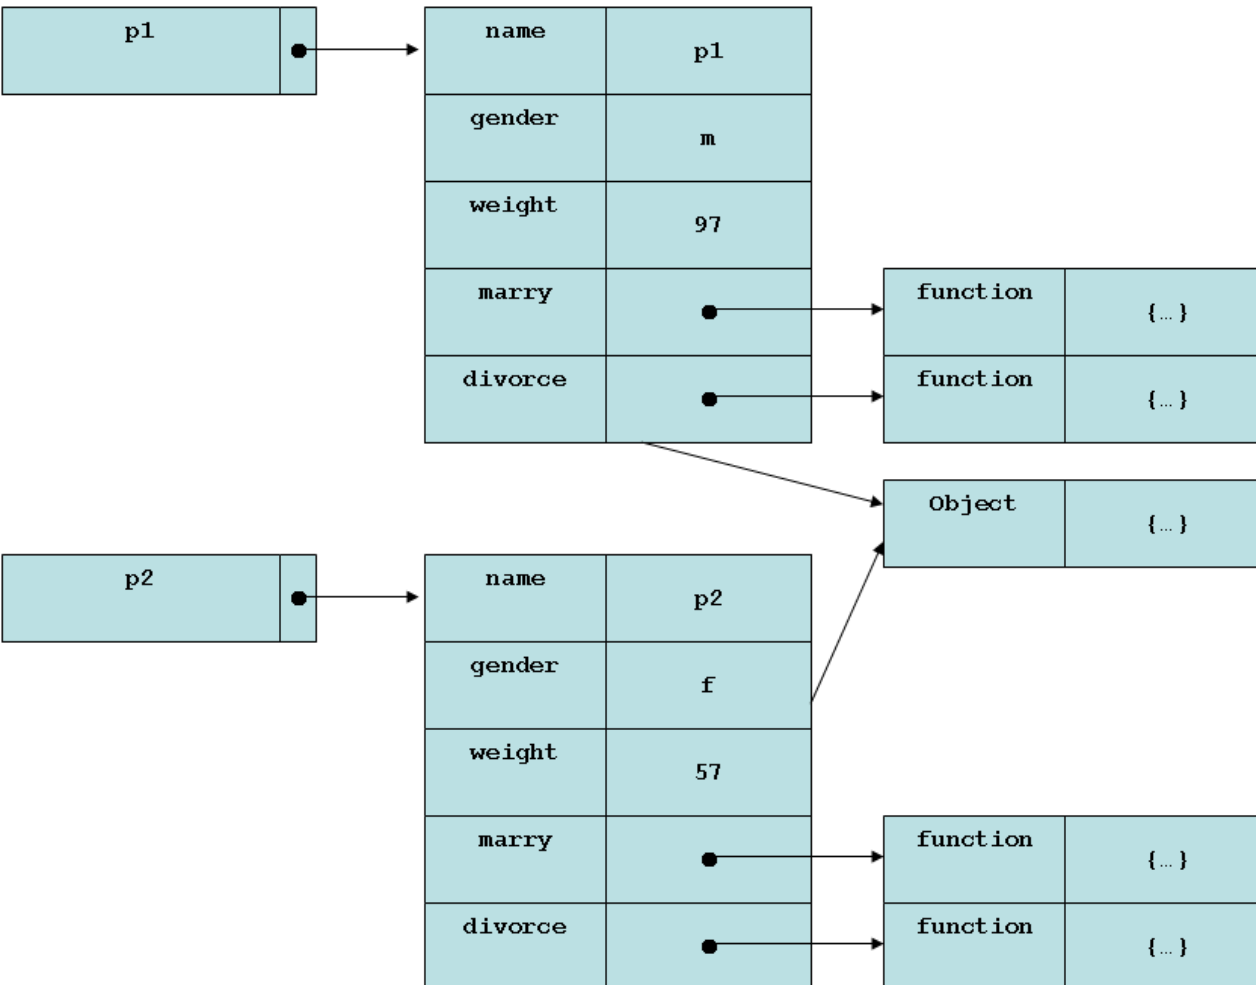 p1
name
p1
gender
m
weight
97
marry
function
{...}
divorce
function
{...}
Object
{...}
p2
name
p2
gender
f
weight
57
marry
function
{...}
divorce
function
{...}